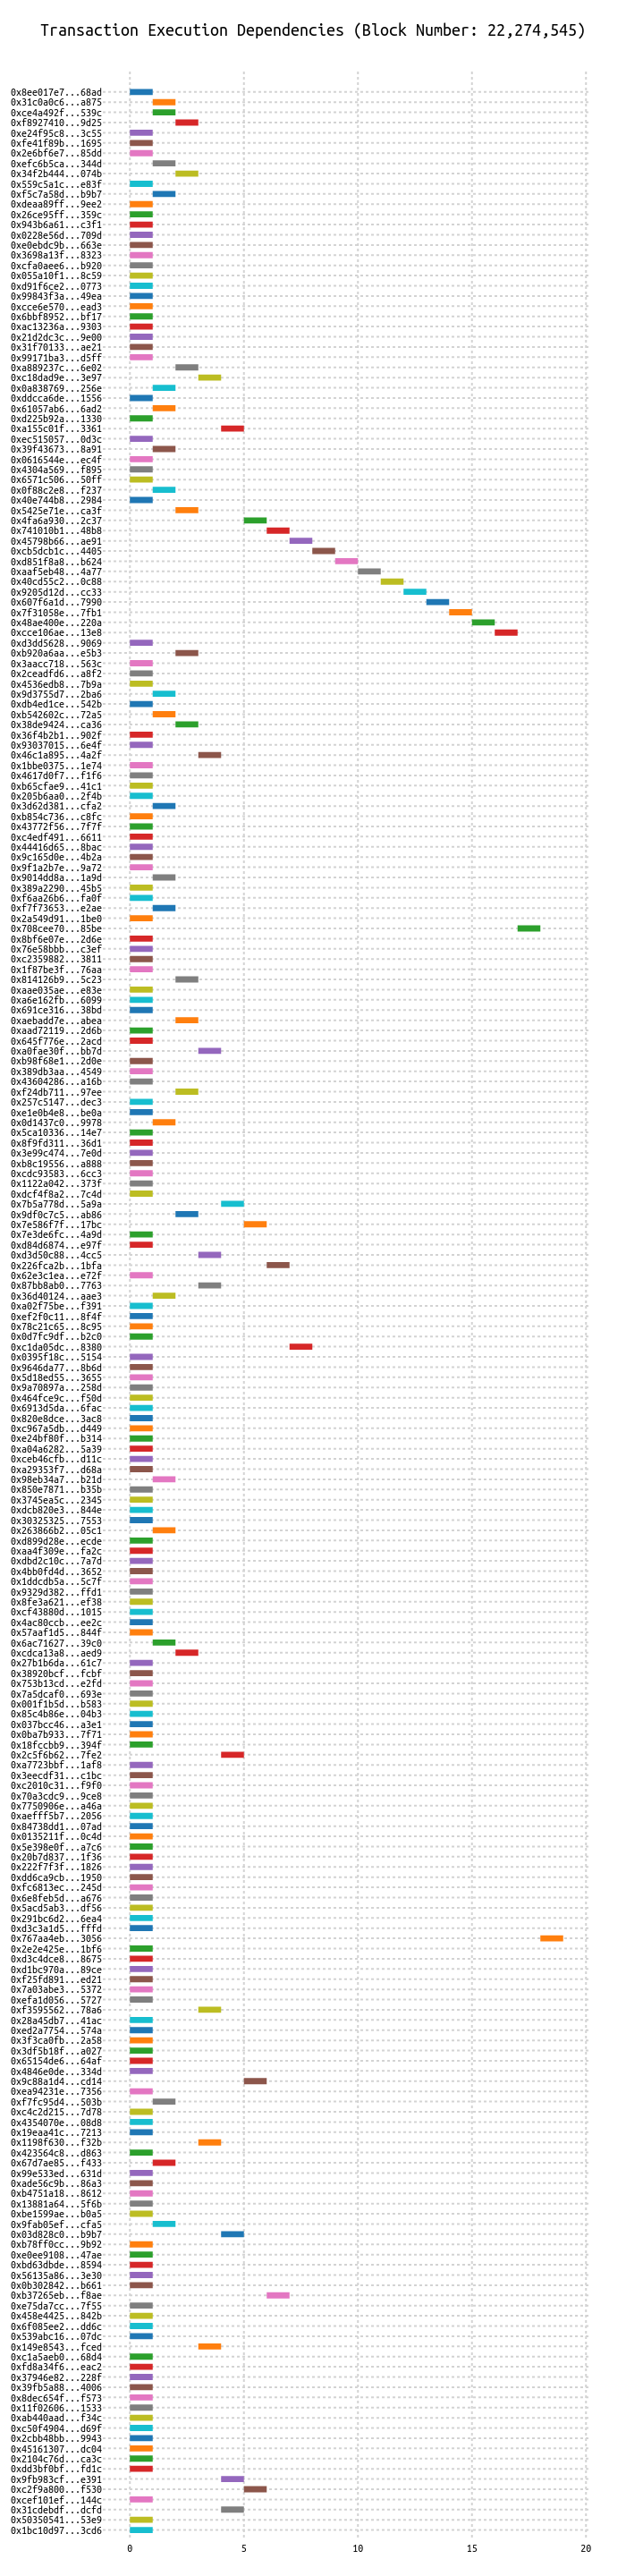 Transaction Execution Dependencies (Block Number: 22,274,545)
0x8ee017e7...68ad
0x31c0a0c6...a875
0xce4a492f...539c
0xf8927410...9d25
0xe24f95c8...3c55
0xfe41f89b...1695
0x2e6bf6e7...85dd
0xefc6b5ca...344d
0x34f2b444...074b
0x559c5a1c...e83f
0xf5c7a58d...b9b7
0xdeaa89ff...9ee2
0x26ce95ff...359c
0x943b6a61...c3f1
0x0228e56d...709d
0xe0ebdc9b...663e
0x3698a13f...8323
0xcfa0aee6...b920
0x055a10f1...8c59
0xd91f6ce2...0773
0x99843f3a...49ea
0xcce6e570...ead3
0x6bbf8952...bf17
0xac13236a...9303
0x21d2dc3c...9e00
0x31f70133...ae21
0x99171ba3...d5ff
0xa889237c...6e02
0xc18dad9e...3e97
0x0a838769...256e
0xddcca6de...1556
0x61057ab6...6ad2
0xd225b92a...1330
0xa155c01f...3361
0xec515057...0d3c
0x39f43673...8a91
0x0616544e...ec4f
0x4304a569...f895
0x6571c506...50ff
0x0f88c2e8...f237
0x40e744b8...2984
0x5425e71e...ca3f
0x4fa6a930...2c37
0x741010b1...48b8
0x45798b66...ae91
0xcb5dcb1c...4405
0xd851f8a8...b624
0xaaf5eb48...4a77
0x40cd55c2...0c88
0x9205d12d...cc33
0x607f6a1d...7990
0x7f31058e...7fb1
0x48ae400e...220a
0xcce106ae...13e8
0xd3dd5628...9069
0xb920a6aa...e5b3
0x3aacc718...563c
0x2ceadfd6...a8f2
0x4536edb8...7b9a
0x9d3755d7...2ba6
0xdb4ed1ce...542b
0xb542602c...72a5
0x38de9424...ca36
0x36f4b2b1...902f
0x93037015...6e4f
0x46c1a895...4a2f
0x1bbe0375...1e74
0x4617d0f7...f1f6
0xb65cfae9...41c1
0x205b6aa0...2f4b
0x3d62d381...cfa2
0xb854c736...c8fc
0x43772f56...7f7f
0xc4edf491...6611
0x44416d65...8bac
0x9c165d0e...4b2a
0x9f1a2b7e...9a72
0x9014dd8a...1a9d
0x389a2290...45b5
0xf6aa26b6...fa0f
0xf7f73653...e2ae
0x2a549d91...1be0
0x708cee70...85be
0x8bf6e07e...2d6e
0x76e58bbb...c3ef
0xc2359882...3811
0x1f87be3f...76aa
0x814126b9...5c23
0xaae035ae...e83e
0xa6e162fb...6099
0x691ce316...38bd
0xaebadd7e...abea
0xaad72119...2d6b
0x645f776e...2acd
0xa0fae30f...bb7d
0xb98f68e1...2d0e
0x389db3aa...4549
0x43604286...a16b
0xf24db711...97ee
0x257c5147...dec3
0xe1e0b4e8...be0a
0x0d1437c0...9978
0x5ca10336...14e7
0x8f9fd311...36d1
0x3e99c474...7e0d
0xb8c19556...a888
0xcdc93583...6cc3
0x1122a042...373f
0xdcf4f8a2...7c4d
0x7b5a778d...5a9a
0x9df0c7c5...ab86
0x7e586f7f...17bc
0x7e3de6fc...4a9d
0xd84d6874...e97f
0xd3d50c88...4cc5
0x226fca2b...1bfa
0x62e3c1ea...e72f
0x87bb8ab0...7763
0x36d40124...aae3
0xa02f75be...f391
0xef2f0c11...8f4f
0x78c21c65...8c95
0x0d7fc9df...b2c0
0xc1da05dc...8380
0x0395f18c...5154
0x9646da77...8b6d
0x5d18ed55...3655
0x9a70897a...258d
0x464fce9c...f50d
0x6913d5da...6fac
0x820e8dce...3ac8
0xc967a5db...d449
0xe24bf80f...b314
0xa04a6282...5a39
0xceb46cfb...d11c
0xa29353f7...d68a
0x98eb34a7...b21d
0x850e7871...b35b
0x3745ea5c...2345
0xdcb820e3...844e
0x30325325...7553
0x263866b2...05c1
0xd899d28e...ecde
0xaa4f309e...fa2c
0xdbd2c10c...7a7d
0x4bb0fd4d...3652
0x1ddcdb5a...5c7f
0x9329d382...ffd1
0x8fe3a621...ef38
0xcf43880d...1015
0x4ac80ccb...ee2c
0x57aaf1d5...844f
0x6ac71627...39c0
0xcdca13a8...aed9
0x27b1b6da...61c7
0x38920bcf...fcbf
0x753b13cd...e2fd
0x7a5dcaf0...693e
0x001f1b5d...b583
0x85c4b86e...04b3
0x037bcc46...a3e1
0x0ba7b933...7f71
0x18fccbb9...394f
0x2c5f6b62...7fe2
0xa7723bbf...1af8
0x3eecdf31...c1bc
0xc2010c31...f9f0
0x70a3cdc9...9ce8
0x7750906e...a46a
0xaefff5b7...2056
0x84738dd1...07ad
0x0135211f...0c4d
0x5e398e0f...a7c6
0x20b7d837...1f36
0x222f7f3f...1826
0xdd6ca9cb...1950
0xfc6813ec...245d
0x6e8feb5d...a676
0x5acd5ab3...df56
0x291bc6d2...6ea4
0xd3c3a1d5...fffd
0x767aa4eb...3056
0x2e2e425e...1bf6
0xd3c4dce8...8675
0xd1bc970a...89ce
0xf25fd891...ed21
0x7a03abe3...5372
0xefa1d056...5727
0xf3595562...78a6
0x28a45db7...41ac
0xed2a7754...574a
0x3f3ca0fb...2a58
0x3df5b18f...a027
0x65154de6...64af
0x4846e0de...334d
0x9c88a1d4...cd14
0xea94231e...7356
0xf7fc95d4...503b
0xc4c2d215...7d78
0x4354070e...08d8
0x19eaa41c...7213
0x1198f630...f32b
0x423564c8...d863
0x67d7ae85...f433
0x99e533ed...631d
0xade56c9b...86a3
0xb4751a18...8612
0x13881a64...5f6b
0xbe1599ae...b0a5
0x9fab05ef...cfa5
0x03d828c0...b9b7
0xb78ff0cc...9b92
0xe0ee9108...47ae
0xbd63dbde...8594
0x56135a86...3e30
0x0b302842...b661
0xb37265eb...f8ae
0xe75da7cc...7f55
0x458e4425...842b
0x6f085ee2...dd6c
0x539abc16...07dc
0x149e8543...fced
0xc1a5aeb0...68d4
0xfd8a34f6...eac2
0x37946e82...228f
0x39fb5a88...4006
0x8dec654f...f573
0x11f02606...1533
0xab440aad...f34c
0xc50f4904...d69f
0x2cbb48bb...9943
0x45161307...dc04
0x2104c76d...ca3c
0xdd3bf0bf...fd1c
0x9fb983cf...e391
0xc2f9a800...f530
0xcef101ef...144c
0x31cdebdf...dcfd
0x50350541...53e9
0x1bc10d97...3cd6
0 5 10 15 20